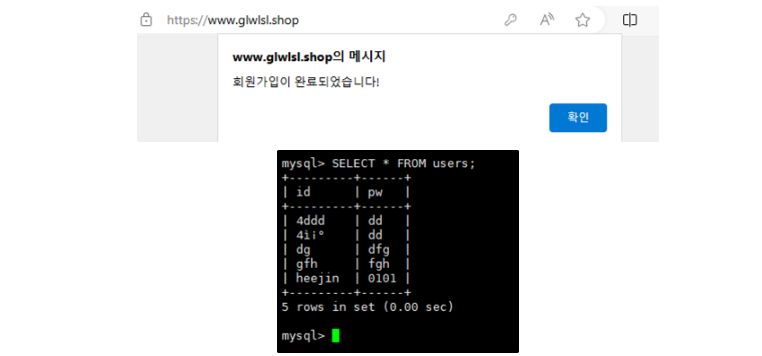 https://www.glwlsl.shop
www.glwlsl.shop의 메시지
회원가입이 완료되었습니다!
확인
mysql> SELECT * FROM users;
+---------+------+
| id      | pw   |
+---------+------+
| 4ddd    | dd   |
| 4ì¡°    | dd   |
| dg      | dfg  |
| gfh     | fgh  |
| heejin  | 0101 |
+---------+------+
5 rows in set (0.00 sec)
mysql>